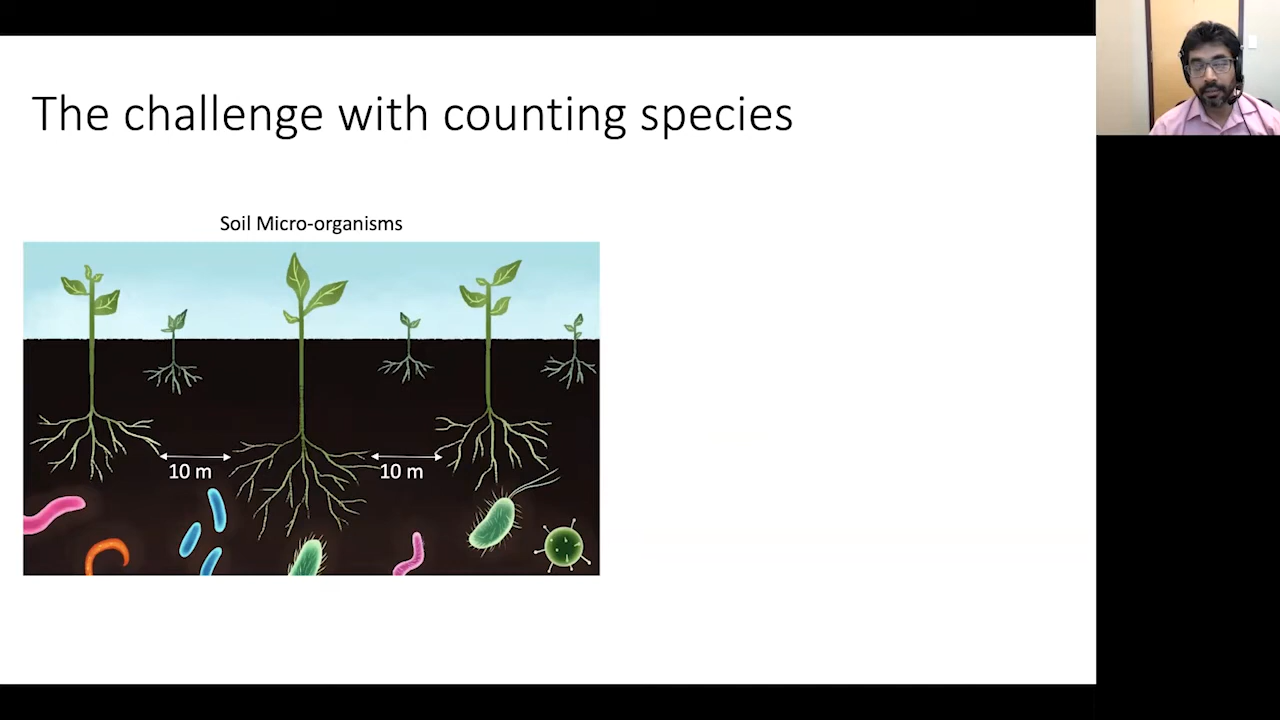 The challenge with counting species
Soil Micro-organisms
10 m
10 m